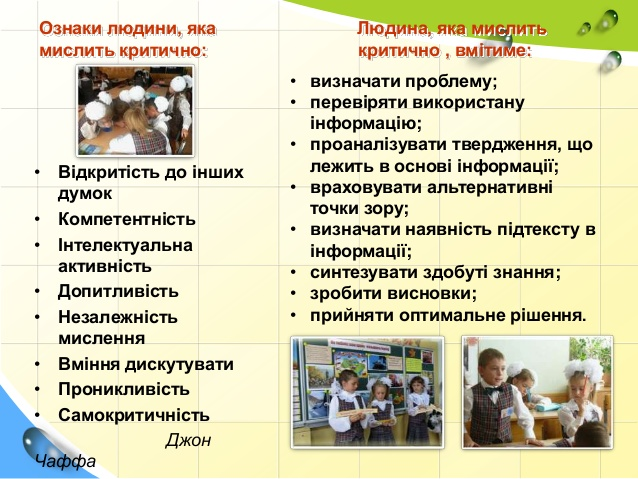 Ознаки людини, яка
мислить критично:
• Відкритість до інших
думок
• Компетентність
• Інтелектуальна
активність
• Допитливість
• Незалежність
мислення
• Вміння дискутувати
• Проникливість
• Самокритичність
Джон
Чаффа
Людина, яка мислить
критично , вмітиме:
• визначати проблему;
• перевіряти використану
інформацію;
• проаналізувати твердження, що
лежить в основі інформації;
• враховувати альтернативні
точки зору;
• визначати наявність підтексту в
інформації;
• синтезувати здобуті знання;
• зробити висновки;
• прийняти оптимальне рішення.